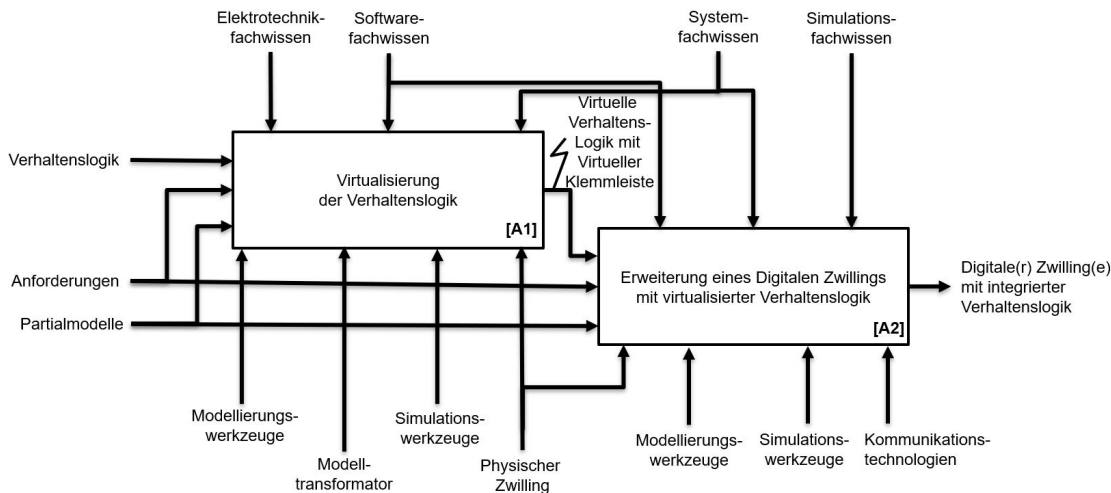 Elektrotechnik-
fachwissen
Software-
fachwissen
System-
fachwissen
Simulations-
fachwissen
Virtuelle
Verhaltens-
Logik mit
Virtueller
Klemmleiste
Verhaltenslogik
Virtualisierung
der Verhaltenslogik
[A1]
Anforderungen
Partialmodelle
Erweiterung eines Digitalen Zwillings
mit virtualisierter Verhaltenslogik
[A2]
Digitale(r) Zwilling(e)
mit integrierter
Verhaltenslogik
Modellierungs-
werkzeuge
Modell-
transformator
Simulations-
werkzeuge
Physischer
Zwilling
Modellierungs-
werkzeuge
Simulations-
werkzeuge
Kommunikations-
technologien